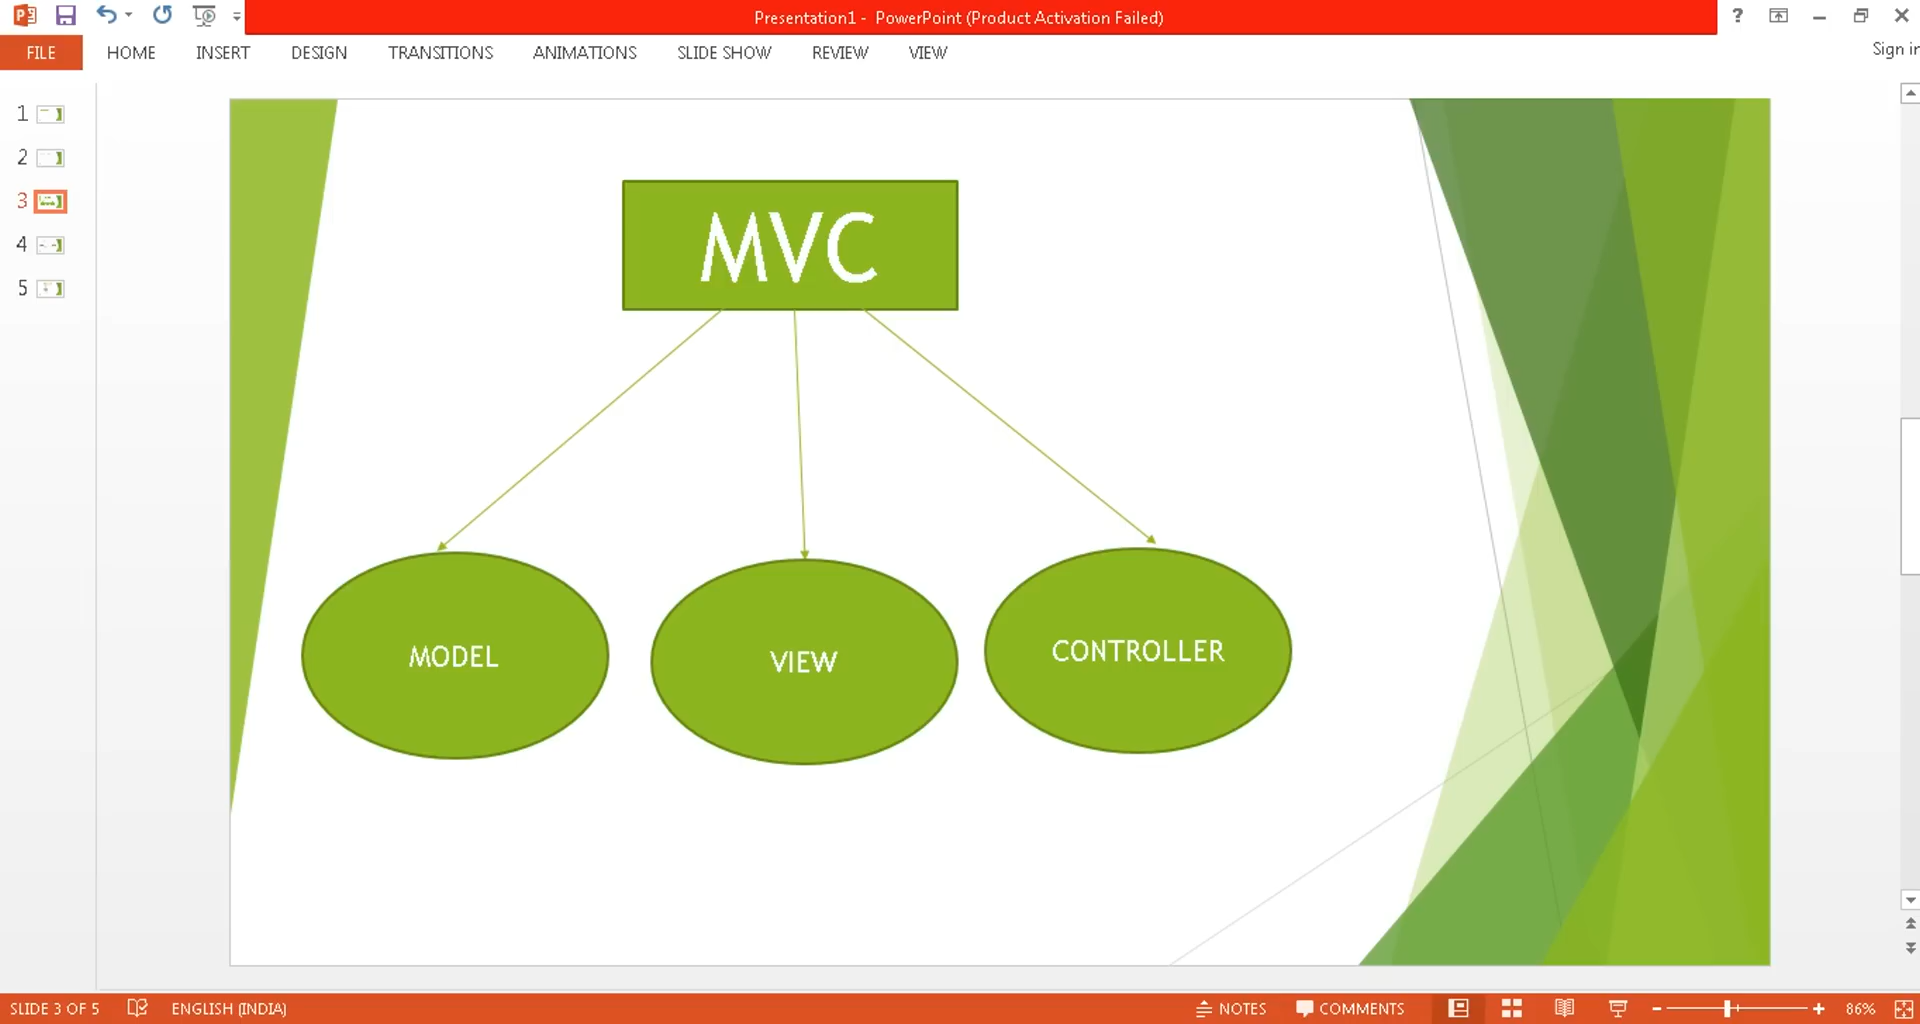 Presentation1 - PowerPoint (Product Activation Failed)
?
FILE HOME INSERT DESIGN TRANSITIONS ANIMATIONS SLIDE SHOW REVIEW VIEW
Sign in
1
2
3
4
5
MVC
MODEL
VIEW
CONTROLLER
SLIDE 3 OF 5 ENGLISH (INDIA) NOTES COMMENTS 86%